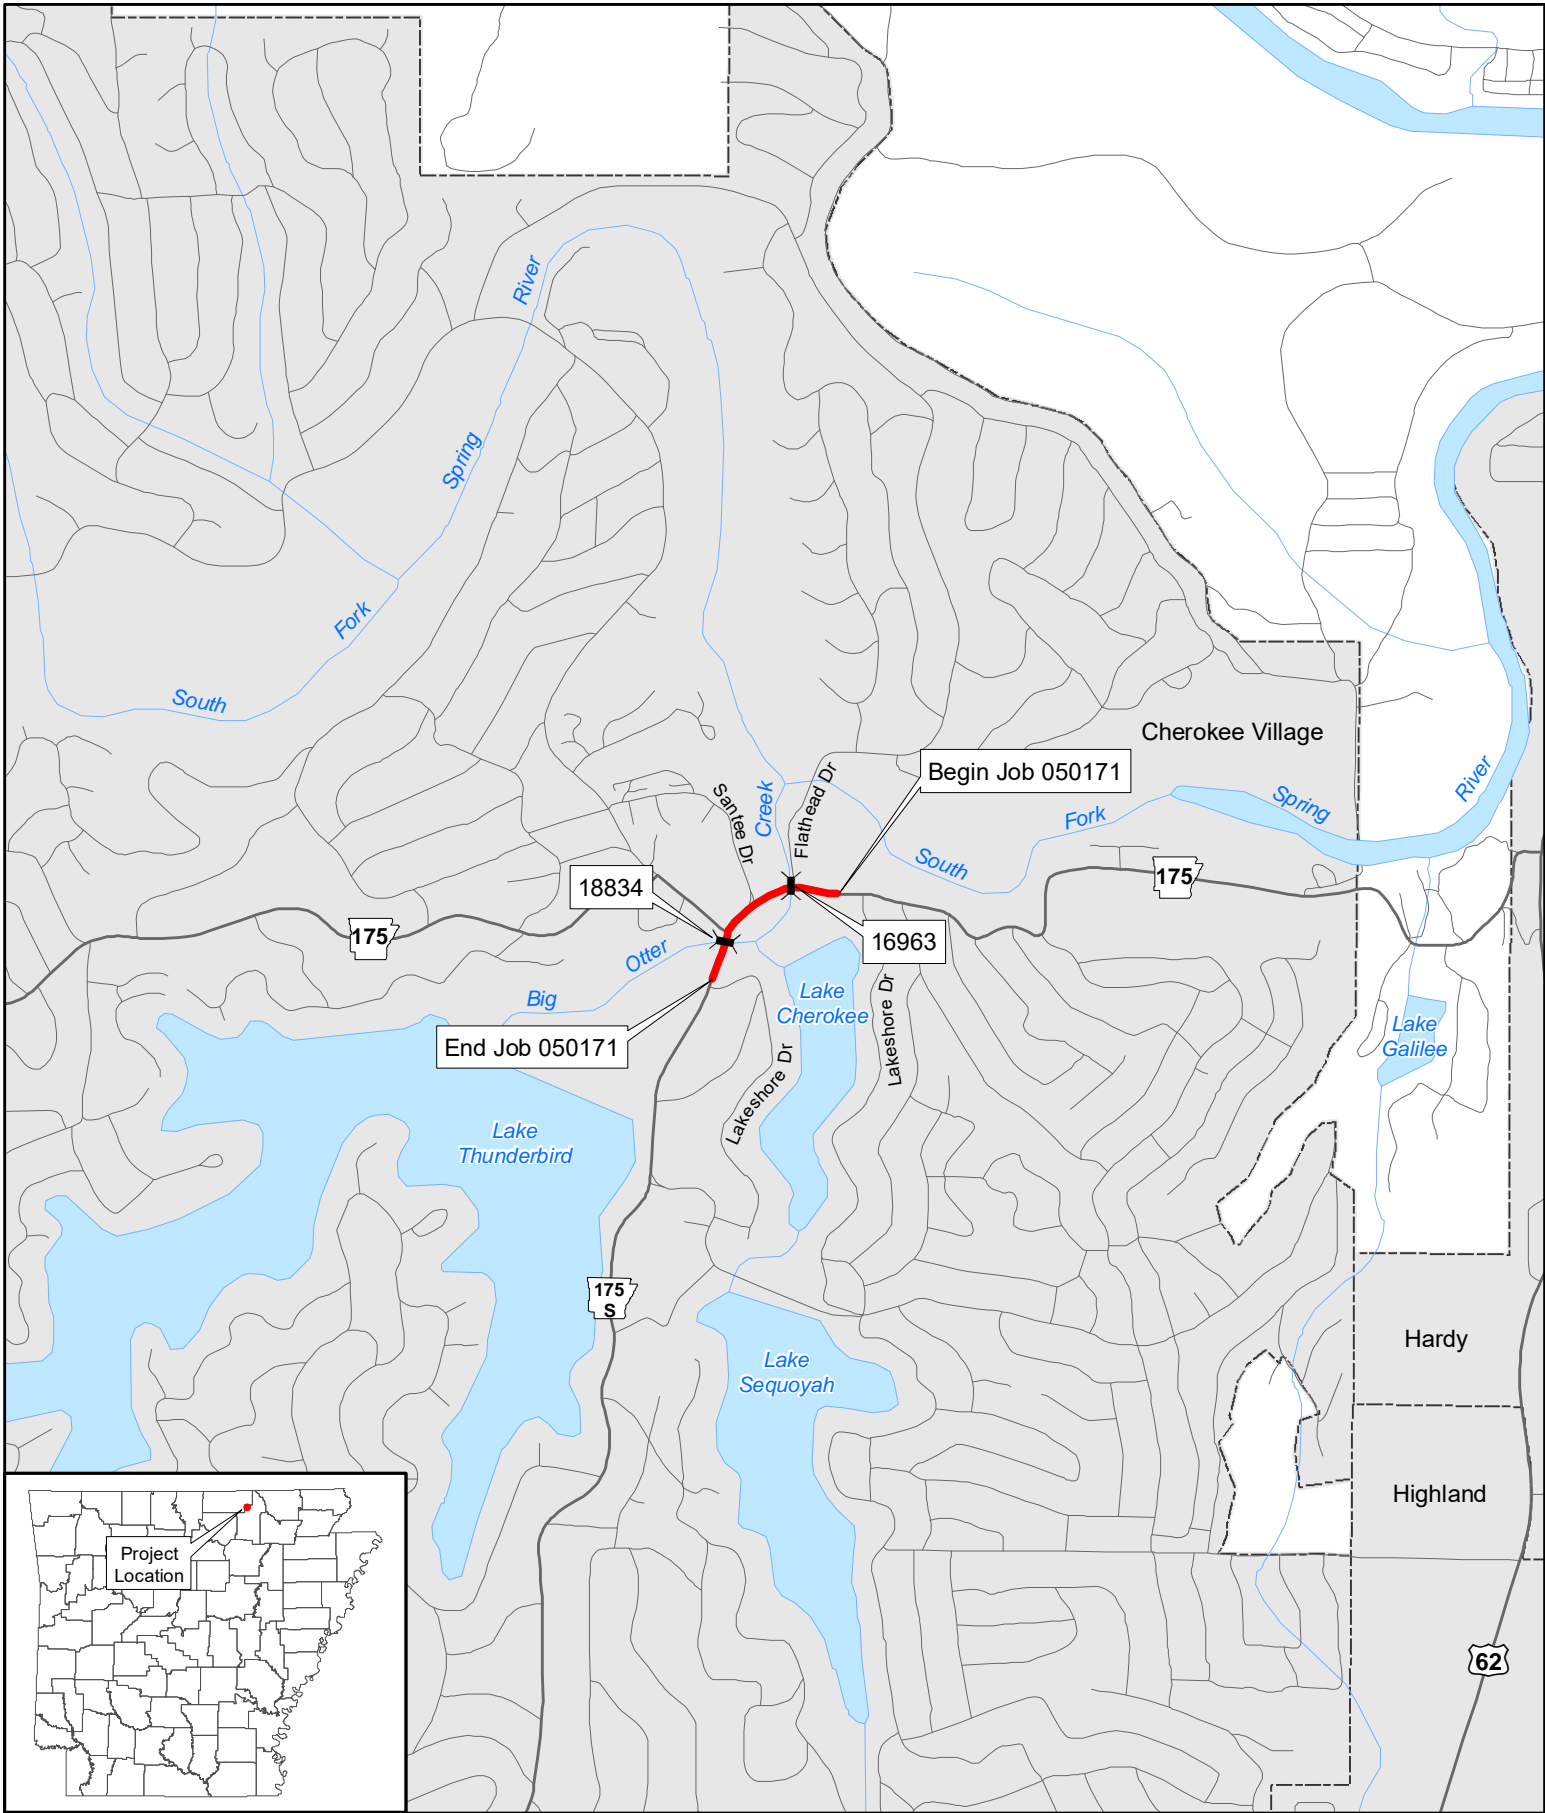 River
Spring
Fork
South
Cherokee Village
Begin Job 050171
Santee Dr
Creek
Flathead Dr
Fork
Spring
River
South
175
18834
175
16963
Otter
Big
End Job 050171
Lake
Cherokee
Lakeshore Dr
Lakeshore Dr
Lake
Galilee
Lake
Thunderbird
175
S
Hardy
Lake
Sequoyah
Highland
Project
Location
62